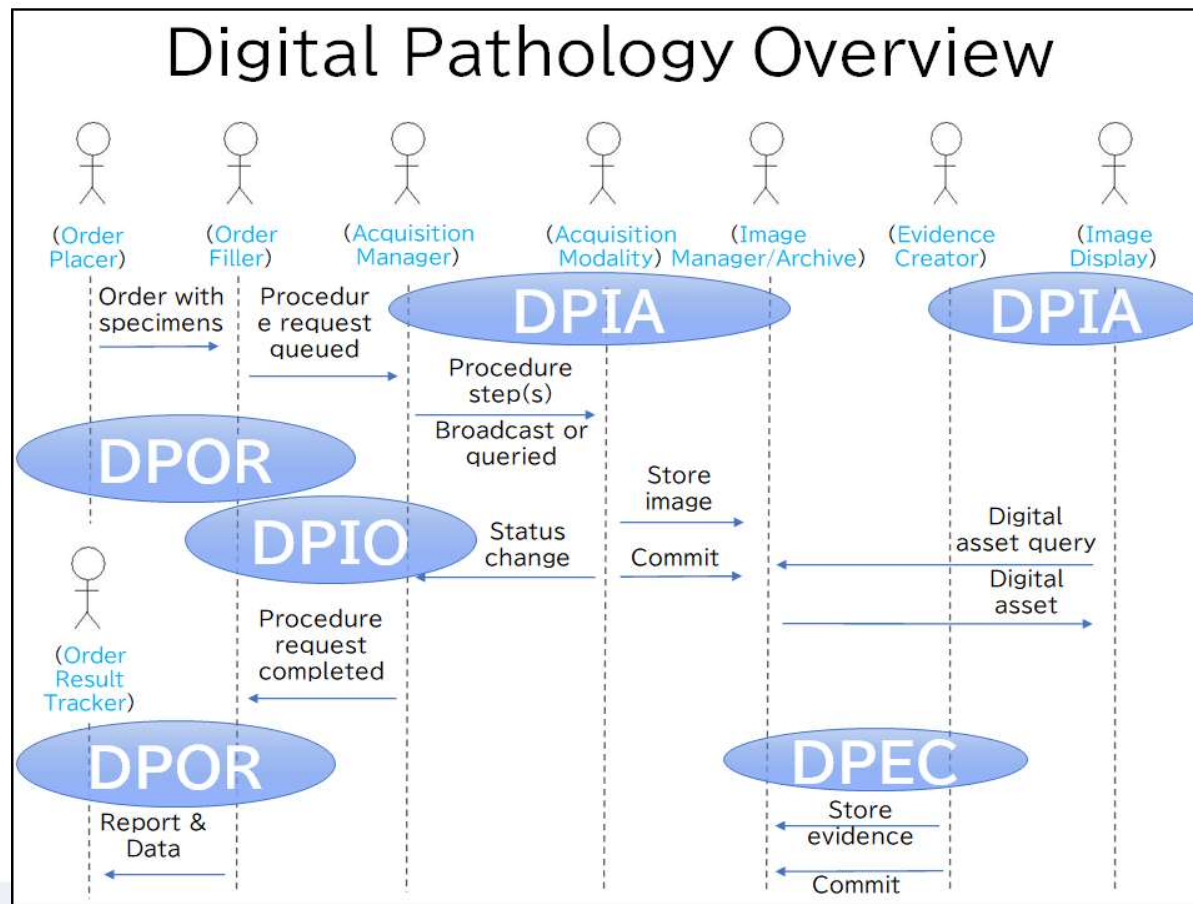 Digital Pathology Overview
(Order
Placer)
(Order
Filler)
(Acquisition
Manager)
(Acquisition
Modality)
(Image
Manager/Archive)
(Evidence
Creator)
(Image
Display)
Order with
specimens
Procedur
e request
queued
DPIA
DPIA
Procedure
step(s)
Broadcast or
queried
DPOR
Store
image
DPIO
Status
change
Commit
Digital
asset query
Digital
asset
Procedure
request
completed
(Order
Result
Tracker)
DPOR
DPEC
Report &
Data
Store
evidence
Commit